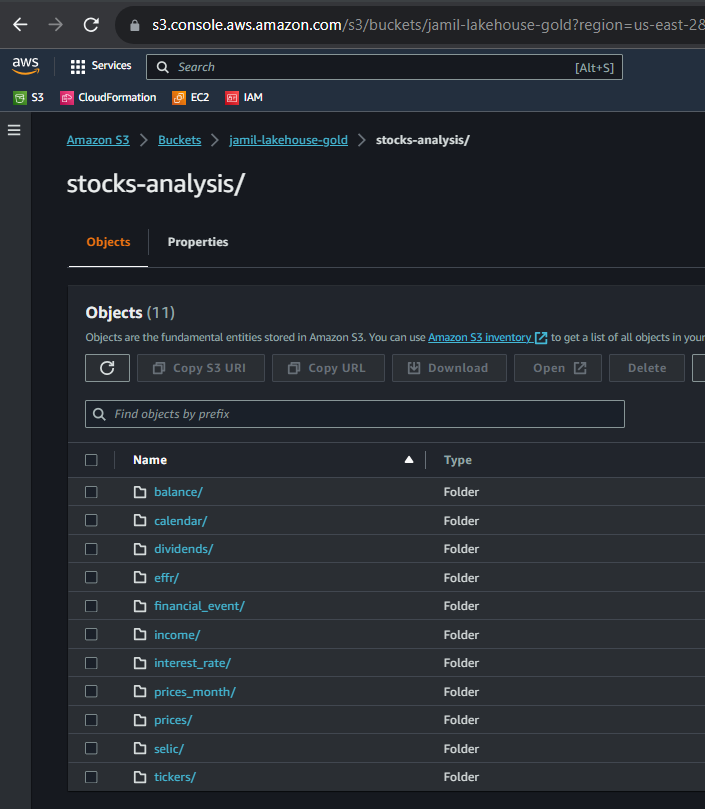 s3.console.aws.amazon.com/s3/buckets/jamil-lakehouse-gold?region=us-east-2&
aws Services Search [Alt+S]
S3 CloudFormation EC2 IAM
Amazon S3 Buckets jamil-lakehouse-gold stocks-analysis/
stocks-analysis/
Objects Properties
Objects (11)
Objects are the fundamental entities stored in Amazon S3. You can use Amazon S3 inventory to get a list of all objects in your
Copy S3 URI Copy URL Download Open Delete
Find objects by prefix
Name Type
balance/ Folder
calendar/ Folder
dividends/ Folder
effr/ Folder
financial_event/ Folder
income/ Folder
interest_rate/ Folder
prices_month/ Folder
prices/ Folder
selic/ Folder
tickers/ Folder